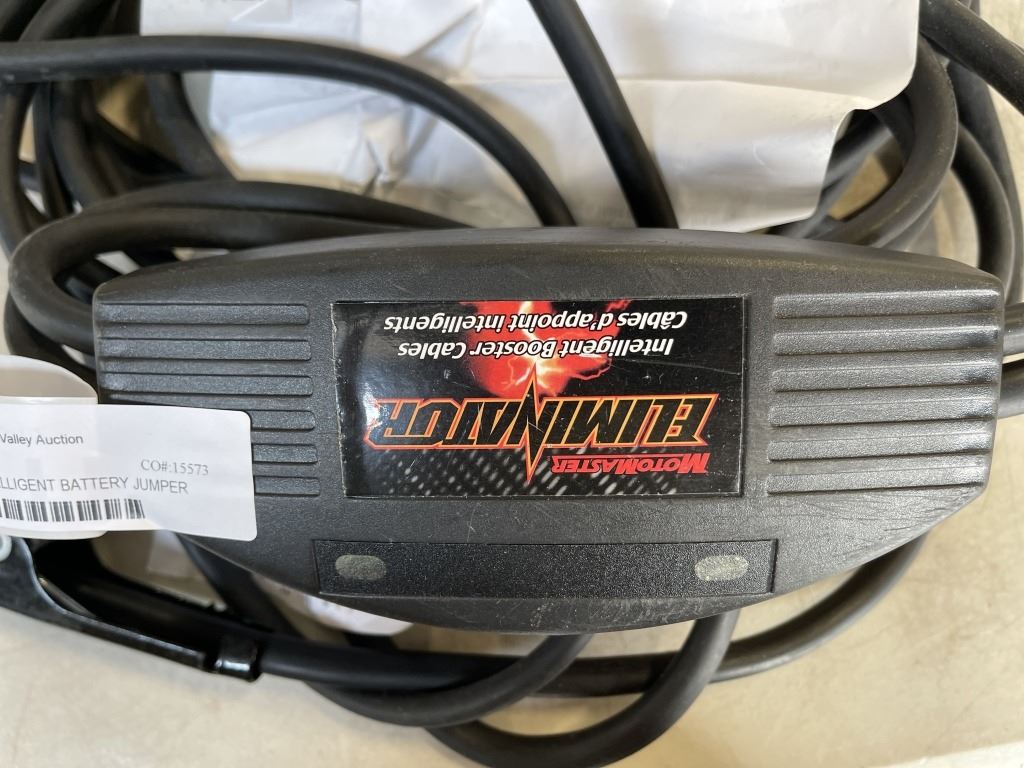 MOTOMASTER
ELIMINATOR
Intelligent Booster Cables
Câbles d'appoint intelligents
Valley Auction
CO#:15573
LLIGENT BATTERY JUMPER